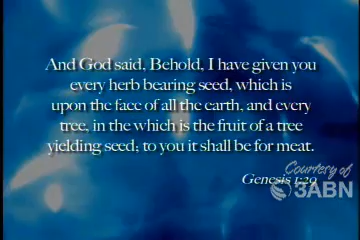 And God said, Behold, I have given you
every herb bearing seed, which is
upon the face of all the earth, and every
tree, in the which is the fruit of a tree
yielding seed; to you it shall be for meat.
Courtesy of
Genesis 1:29
3ABN